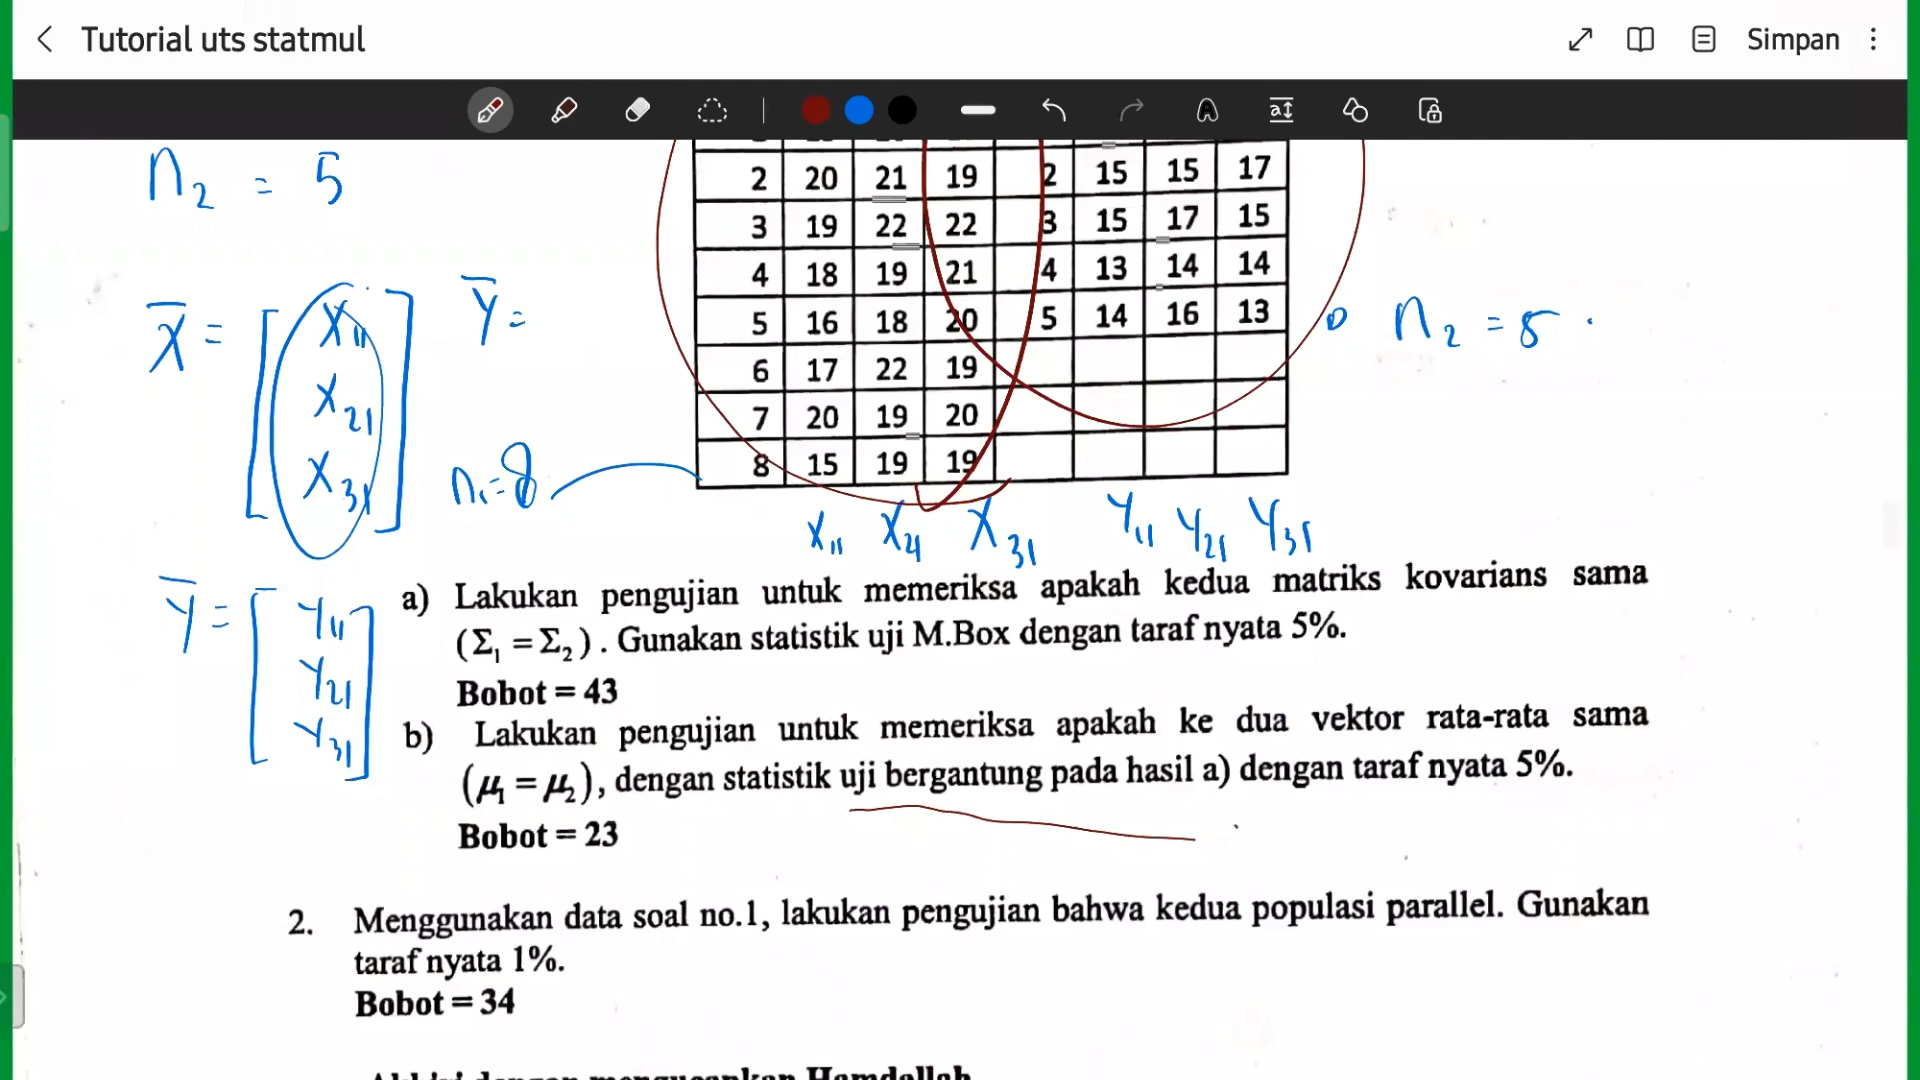 Tutorial uts statmul
Simpan
n₂ = 5
2 20 21 19 2 15 15 17
3 19 22 22 3 15 17 15
4 18 19 21 4 13 14 14
5 16 18 20 5 14 16 13
6 17 22 19
7 20 19 20
8 15 19 19
X̄ = [ X₁₁
X₂₁
X₃₁ ]
Ȳ =
n₁ = 8
n₂ = 5
X₁₁ X₂₁ X₃₁ Y₁₁ Y₂₁ Y₃₁
Ȳ = [ Y₁₁
Y₂₁
Y₃₁ ]
a) Lakukan pengujian untuk memeriksa apakah kedua matriks kovarians sama
(Σ₁ = Σ₂). Gunakan statistik uji M.Box dengan taraf nyata 5%.
Bobot = 43
b) Lakukan pengujian untuk memeriksa apakah ke dua vektor rata-rata sama
(μ₁ = μ₂), dengan statistik uji bergantung pada hasil a) dengan taraf nyata 5%.
Bobot = 23
2. Menggunakan data soal no.1, lakukan pengujian bahwa kedua populasi parallel. Gunakan
taraf nyata 1%.
Bobot = 34
Akhiri dengan mengucapkan Hamdallah